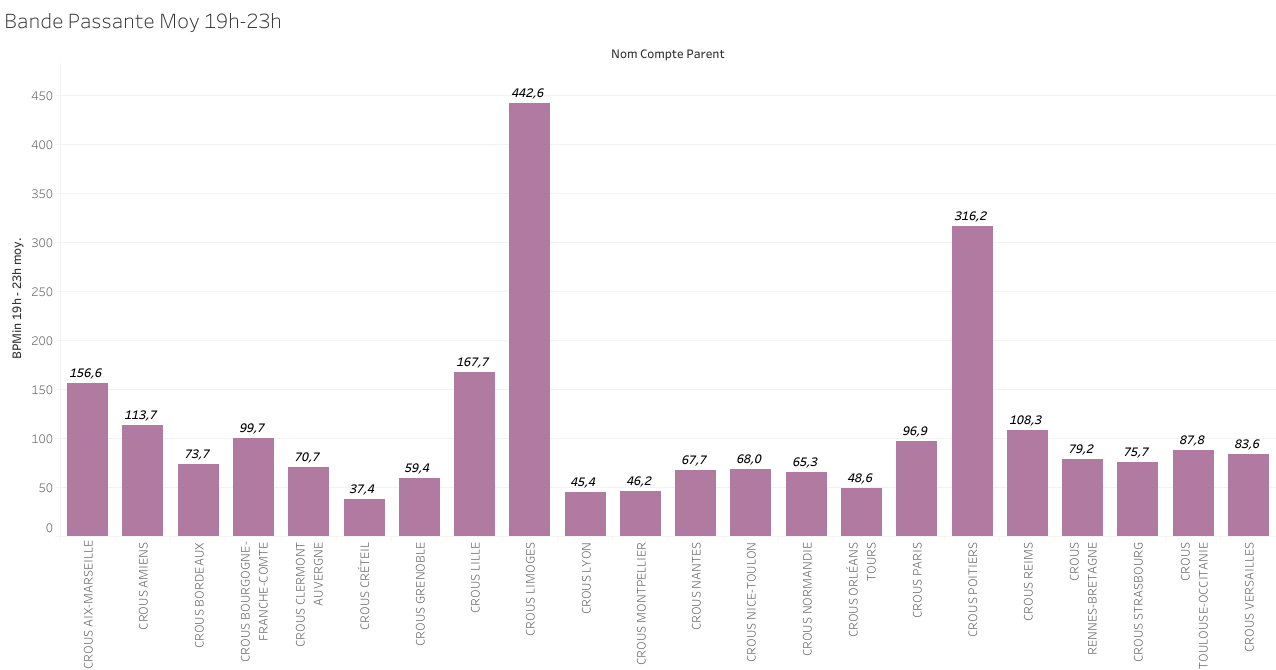 Bande Passante Moy 19h-23h
Nom Compte Parent
BPMin 19h - 23h moy.
450
400
350
300
250
200
150
100
50
0
156,6
113,7
73,7
99,7
70,7
37,4
59,4
167,7
442,6
45,4
46,2
67,7
68,0
65,3
48,6
96,9
316,2
108,3
79,2
75,7
87,8
83,6
CROUS AIX-MARSEILLE
CROUS AMIENS
CROUS BORDEAUX
CROUS BOURGOGNE-
FRANCHE-COMTE
CROUS CLERMONT
AUVERGNE
CROUS CRÉTEIL
CROUS GRENOBLE
CROUS LILLE
CROUS LIMOGES
CROUS LYON
CROUS MONTPELLIER
CROUS NANTES
CROUS NICE-TOULON
CROUS NORMANDIE
CROUS ORLÉANS
TOURS
CROUS PARIS
CROUS POITIERS
CROUS REIMS
CROUS
RENNES-BRETAGNE
CROUS STRASBOURG
CROUS
TOULOUSE-OCCITANIE
CROUS VERSAILLES